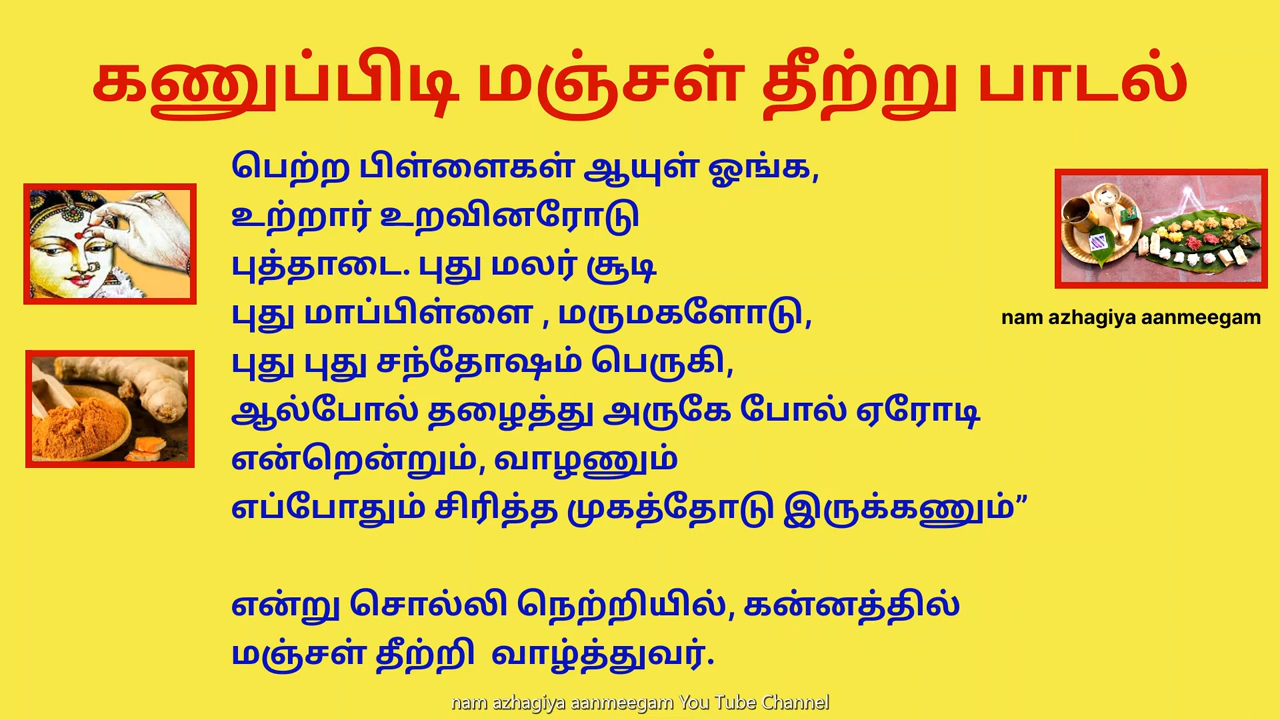 கணுப்பிடி மஞ்சள் தீற்று பாடல்
பெற்ற பிள்ளைகள் ஆயுள் ஓங்க,
உற்றார் உறவினரோடு
புத்தாடை. புது மலர் சூடி
புது மாப்பிள்ளை , மருமகளோடு,
nam azhagiya aanmeegam
புது புது சந்தோஷம் பெருகி,
ஆல்போல் தழைத்து அருகே போல் ஏரோடி
என்றென்றும், வாழணும்
எப்போதும் சிரித்த முகத்தோடு இருக்கணும்”
என்று சொல்லி நெற்றியில், கன்னத்தில்
மஞ்சள் தீற்றி வாழ்த்துவர்.
nam azhagiya aanmeegam You Tube Channel